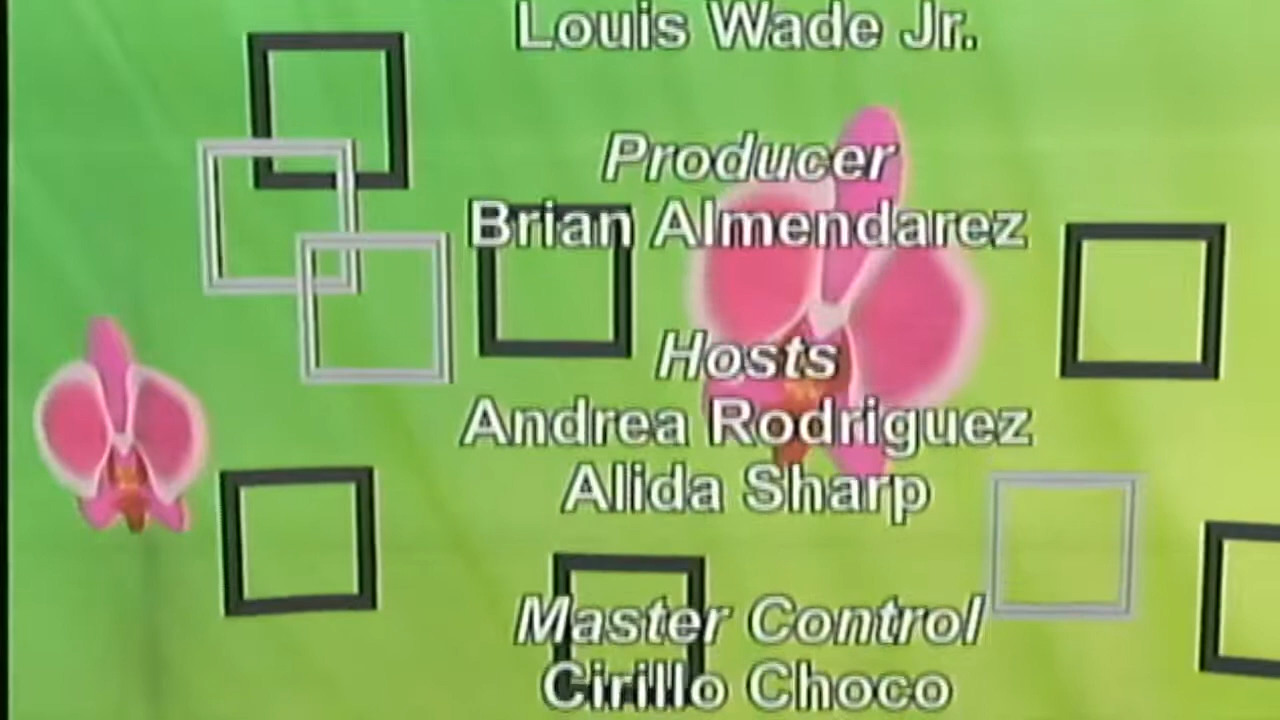 Louis Wade Jr.
Producer
Brian Almendarez
Hosts
Andrea Rodriguez
Alida Sharp
Master Control
Cirillo Choco